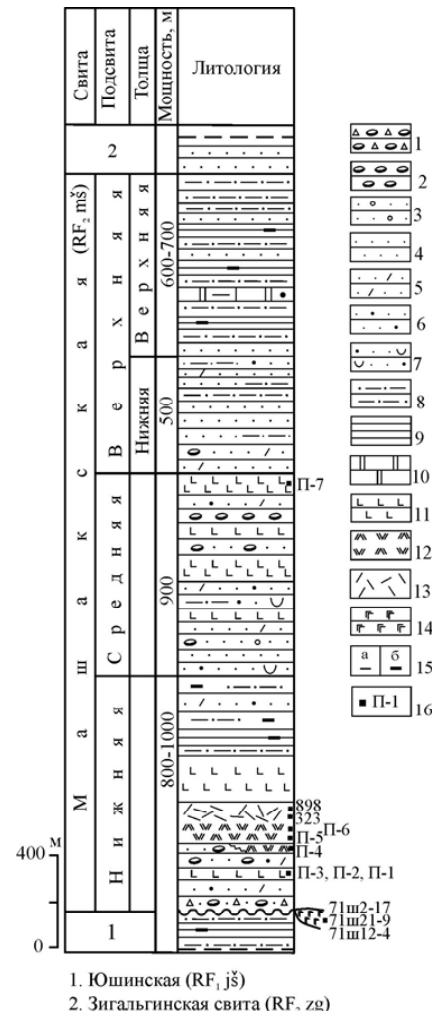 Свита
Подсвита
Толща
Мощность, м
Литология
2
Машакская (RF₂ mš)
Верхняя
Верхняя
600-700
Нижняя
500
Средняя
900
Нижняя
800-1000
1
П-7
898
323
П-6
П-5
П-4
П-3, П-2, П-1
71ш2-17
71ш21-9
71ш12-4
м
400
0
1
2
3
4
5
6
7
8
9
10
11
12
13
14
а б
15
П-1 16
1. Юшинская (RF₁ jš)
2. Зигальгинская свита (RF₂ zg)